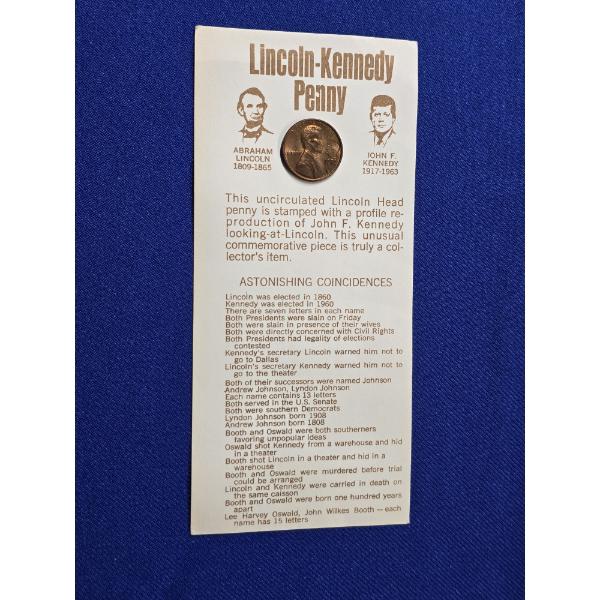 Lincoln-Kennedy
Penny
ABRAHAM
LINCOLN
1809-1865
JOHN F.
KENNEDY
1917-1963
This uncirculated Lincoln Head
penny is stamped with a profile re-
production of John F. Kennedy
looking-at-Lincoln. This unusual
commemorative piece is truly a col-
lector's item.
ASTONISHING COINCIDENCES
Lincoln was elected in 1860
Kennedy was elected in 1960
There are seven letters in each name
Both Presidents were slain on Friday
Both were slain in presence of their wives
Both were directly concerned with Civil Rights
Both Presidents had legality of elections
contested
Kennedy's secretary Lincoln warned him not to
go to Dallas
Lincoln's secretary Kennedy warned him not to
go to the theater
Both of their successors were named Johnson
Andrew Johnson, Lyndon Johnson
Each name contains 13 letters
Both served in the U.S. Senate
Both were southern Democrats
Lyndon Johnson born 1908
Andrew Johnson born 1808
Booth and Oswald were both southerners
favoring unpopular ideas
Oswald shot Kennedy from a warehouse and hid
in a theater
Booth shot Lincoln in a theater and hid in a
warehouse
Booth and Oswald were murdered before trial
could be arranged
Lincoln and Kennedy were carried in death on
the same caisson
Booth and Oswald were born one hundred years
apart
Lee Harvey Oswald, John Wilkes Booth — each
name has 15 letters